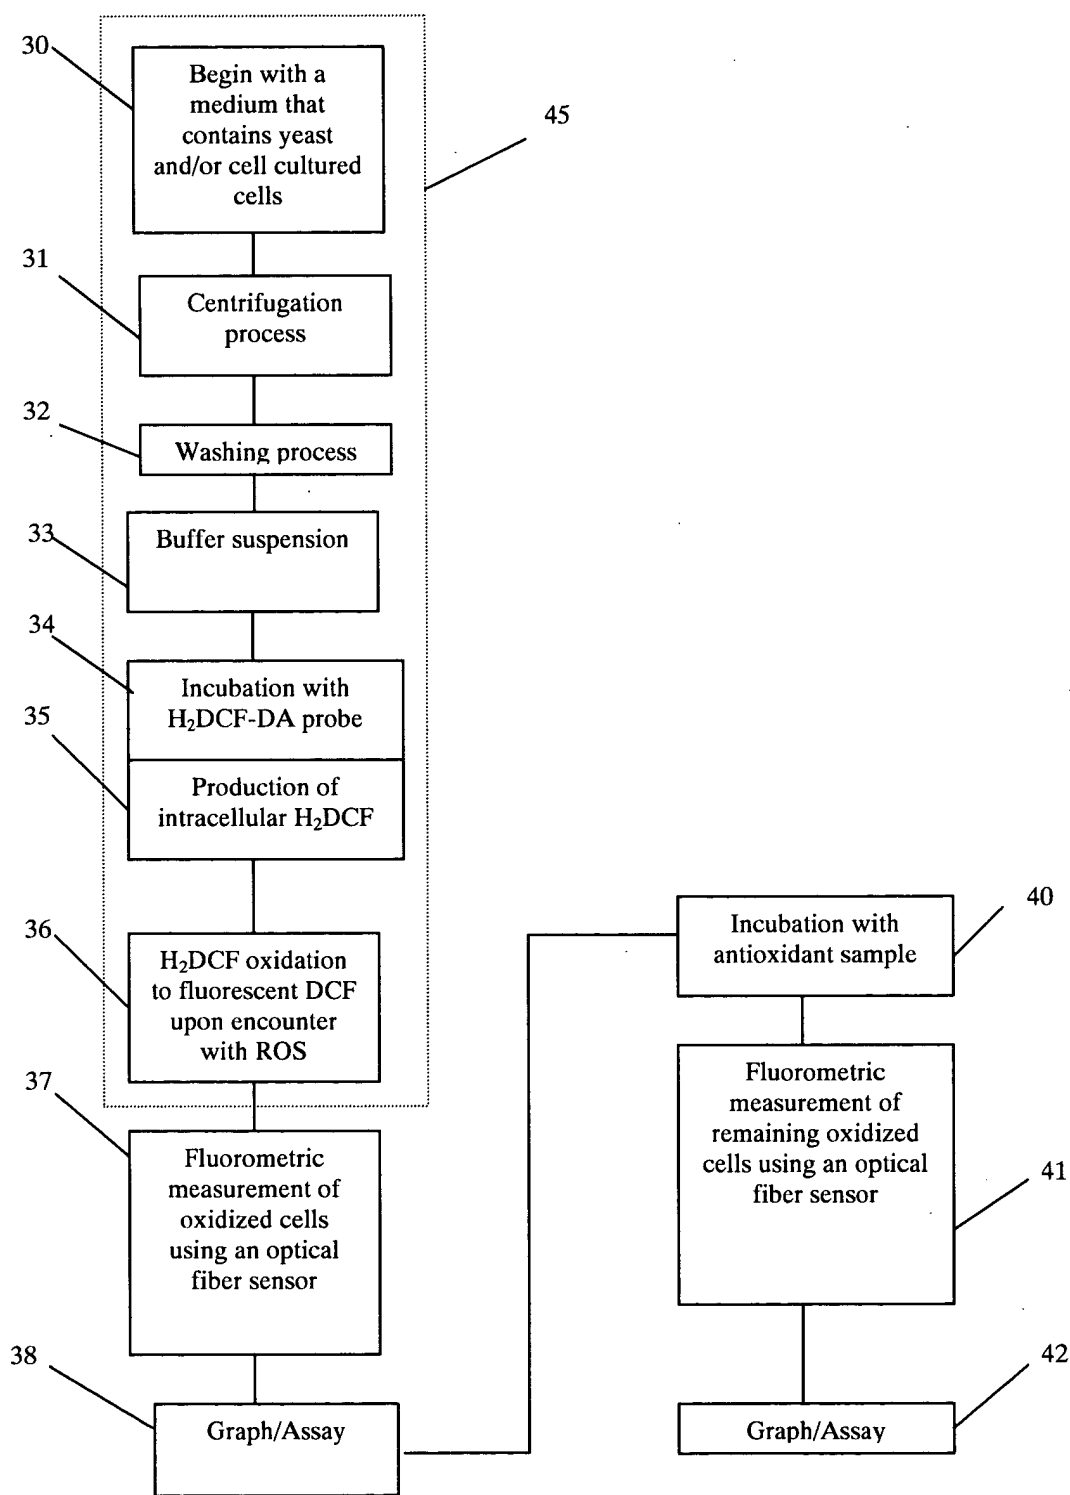 30
Begin with a
medium that
contains yeast
and/or cell cultured
cells
45
31
Centrifugation
process
32
Washing process
33
Buffer suspension
34
Incubation with
H₂DCF-DA probe
35
Production of
intracellular H₂DCF
36
H₂DCF oxidation
to fluorescent DCF
upon encounter
with ROS
37
Fluorometric
measurement of
oxidized cells
using an optical
fiber sensor
38
Graph/Assay
40
Incubation with
antioxidant sample
Fluorometric
measurement of
remaining oxidized
cells using an optical
fiber sensor
41
42
Graph/Assay